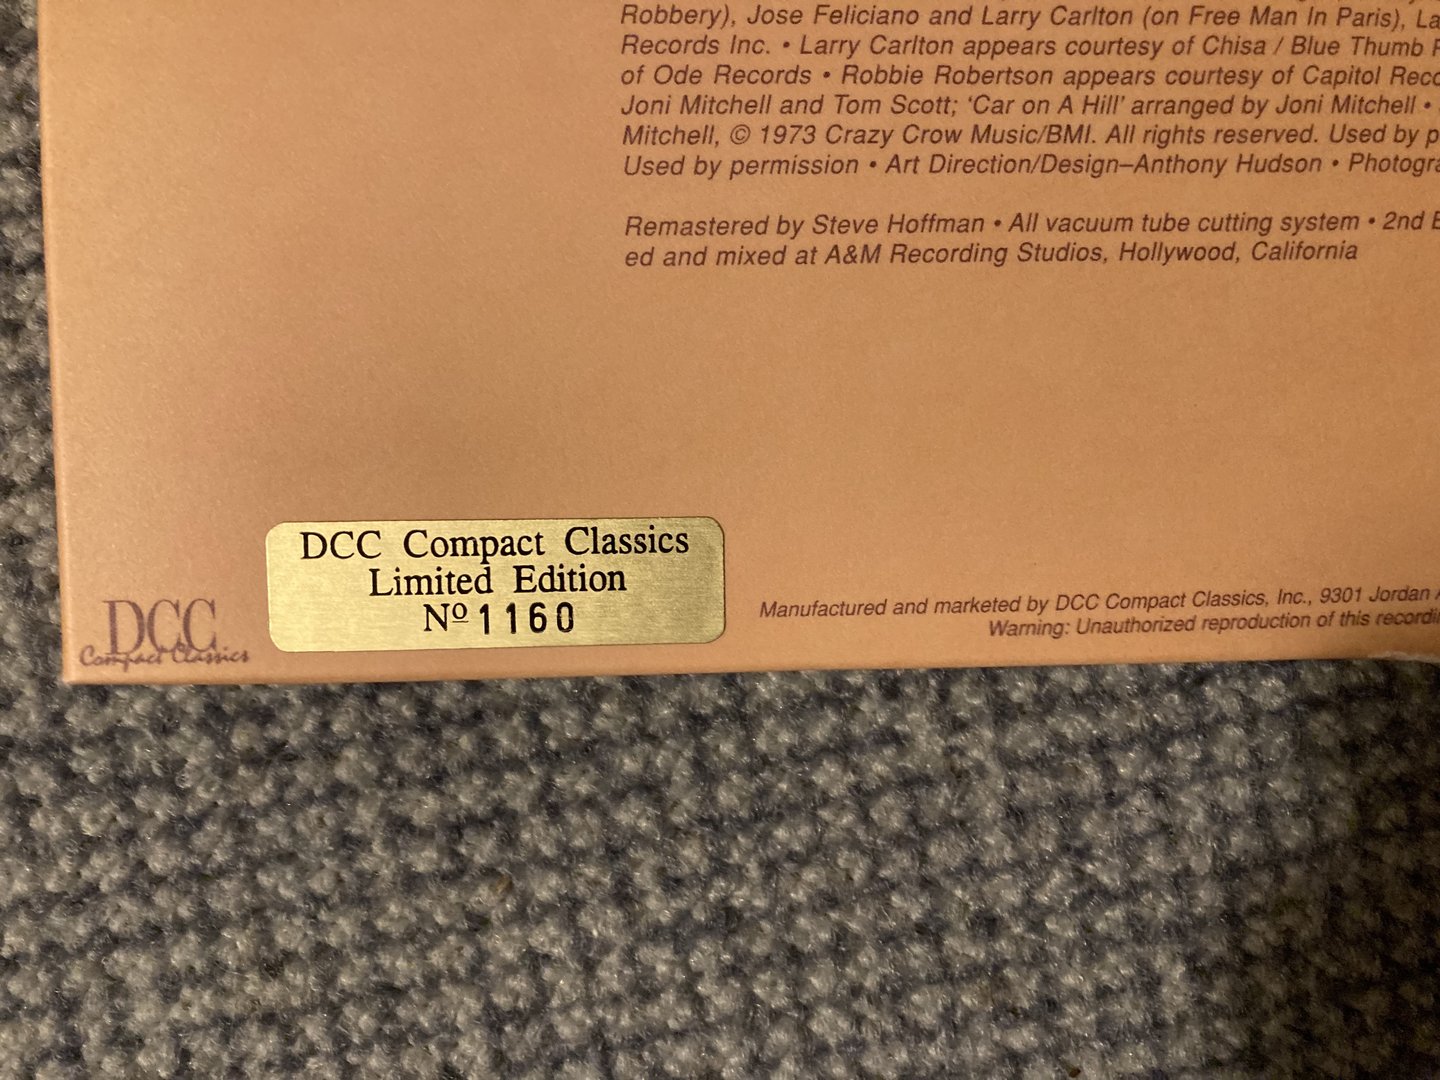 Robbery), Jose Feliciano and Larry Carlton (on Free Man In Paris), La
Records Inc. • Larry Carlton appears courtesy of Chisa / Blue Thumb
of Ode Records • Robbie Robertson appears courtesy of Capitol Rec
Joni Mitchell and Tom Scott; ‘Car on A Hill’ arranged by Joni Mitchell •
Mitchell, © 1973 Crazy Crow Music/BMI. All rights reserved. Used by p
Used by permission • Art Direction/Design–Anthony Hudson • Photogra
Remastered by Steve Hoffman • All vacuum tube cutting system • 2nd
ed and mixed at A&M Recording Studios, Hollywood, California
DCC Compact Classics
Limited Edition
Nº 1160
DCC
Compact Classics
Manufactured and marketed by DCC Compact Classics, Inc., 9301 Jordan
Warning: Unauthorized reproduction of this recordi